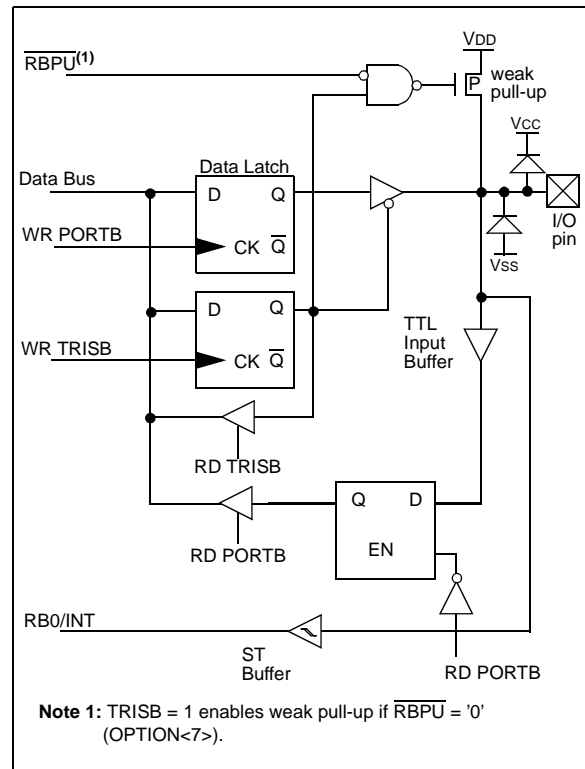 VDD
RBPU(1)
P
weak
pull-up
VCC
Data Latch
Data Bus
D Q
I/O
pin
WR PORTB
CK Q
VSS
D Q
TTL
Input
Buffer
WR TRISB
CK Q
RD TRISB
Q D
RD PORTB
EN
RB0/INT
ST
Buffer
RD PORTB
Note 1: TRISB = 1 enables weak pull-up if RBPU = '0'
(OPTION<7>).